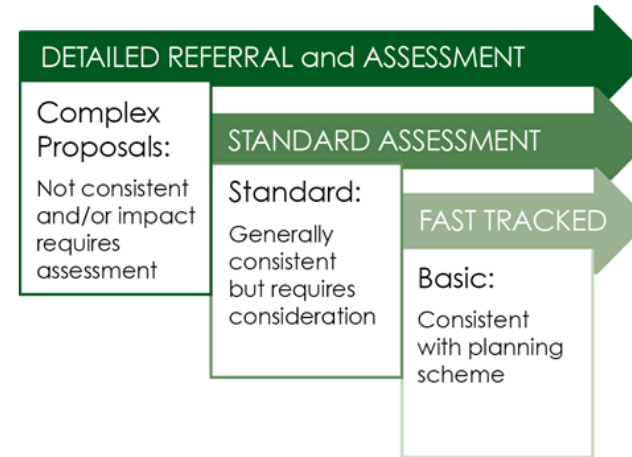 DETAILED REFERRAL and ASSESSMENT
Complex
Proposals:
Not consistent
and/or impact
requires
assessment
STANDARD ASSESSMENT
Standard:
Generally
consistent
but requires
consideration
FAST TRACKED
Basic:
Consistent
with planning
scheme